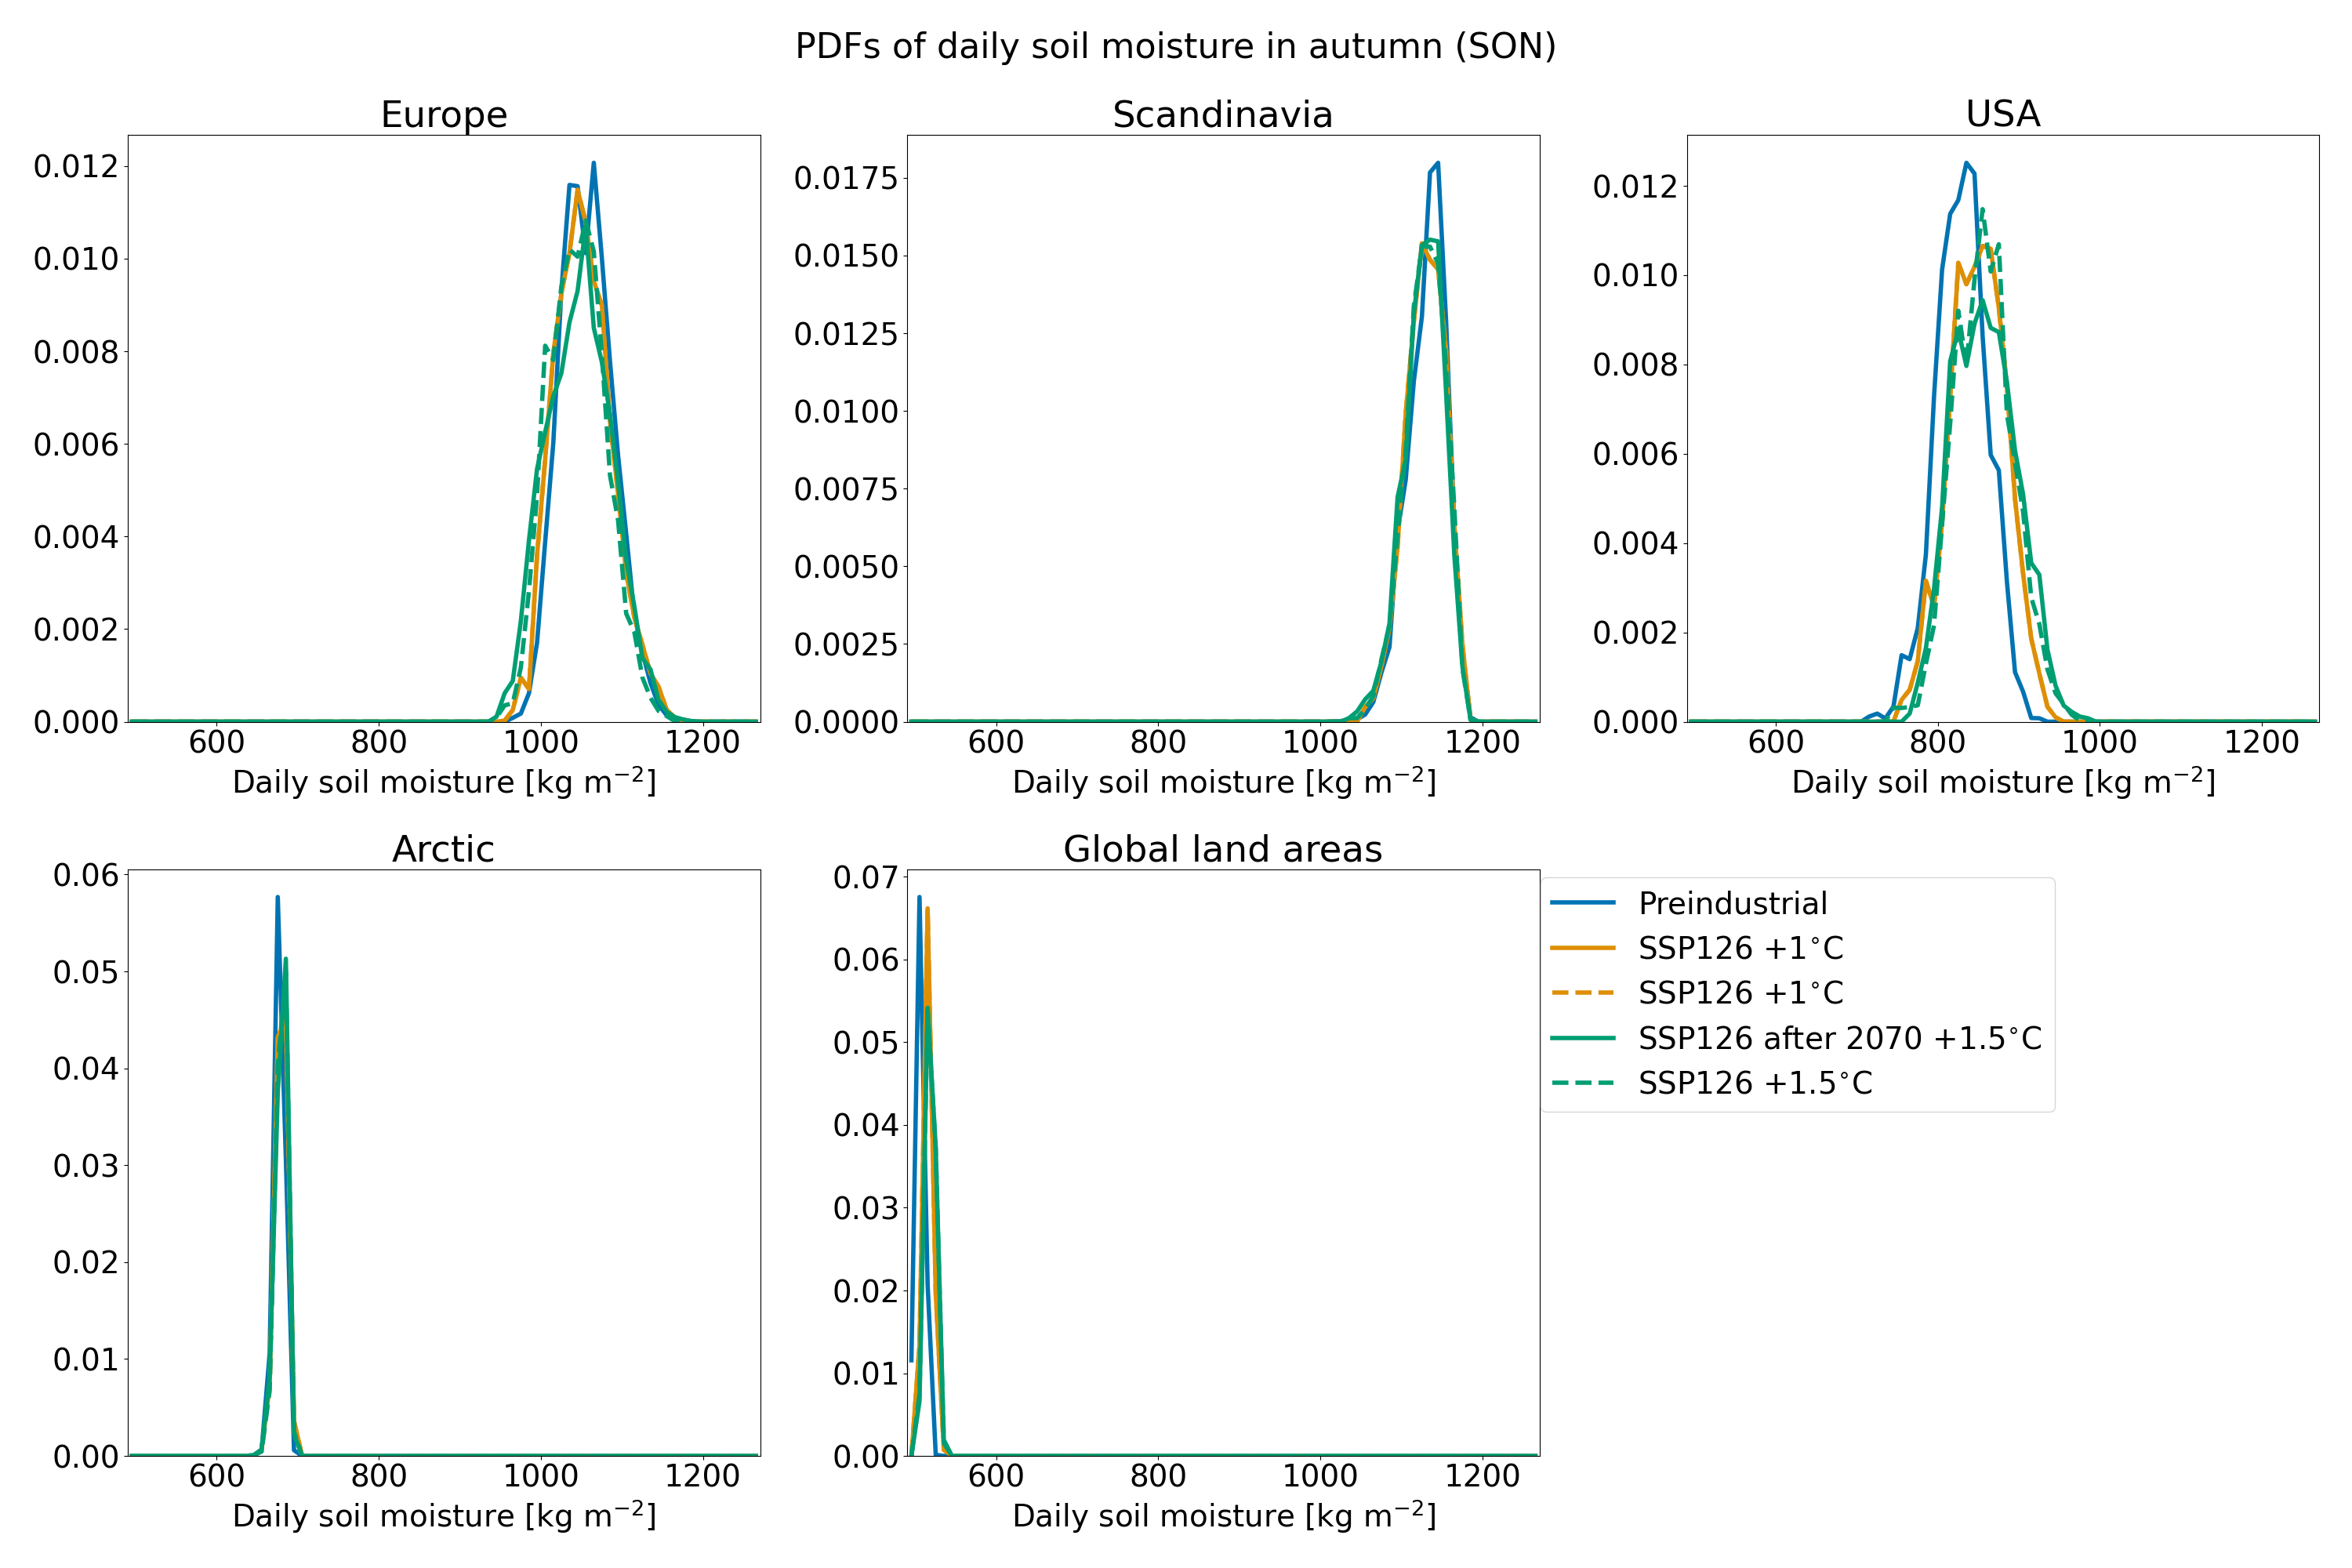 PDFs of daily soil moisture in autumn (SON)
Europe
0.012
0.010
0.008
0.006
0.004
0.002
0.000
600 800 1000 1200
Daily soil moisture [kg m⁻²]
Scandinavia
0.0175
0.0150
0.0125
0.0100
0.0075
0.0050
0.0025
0.0000
600 800 1000 1200
Daily soil moisture [kg m⁻²]
USA
0.012
0.010
0.008
0.006
0.004
0.002
0.000
600 800 1000 1200
Daily soil moisture [kg m⁻²]
Arctic
0.06
0.05
0.04
0.03
0.02
0.01
0.00
600 800 1000 1200
Daily soil moisture [kg m⁻²]
Global land areas
0.07
0.06
0.05
0.04
0.03
0.02
0.01
0.00
600 800 1000 1200
Daily soil moisture [kg m⁻²]
Preindustrial
SSP126 +1°C
SSP126 +1°C
SSP126 after 2070 +1.5°C
SSP126 +1.5°C